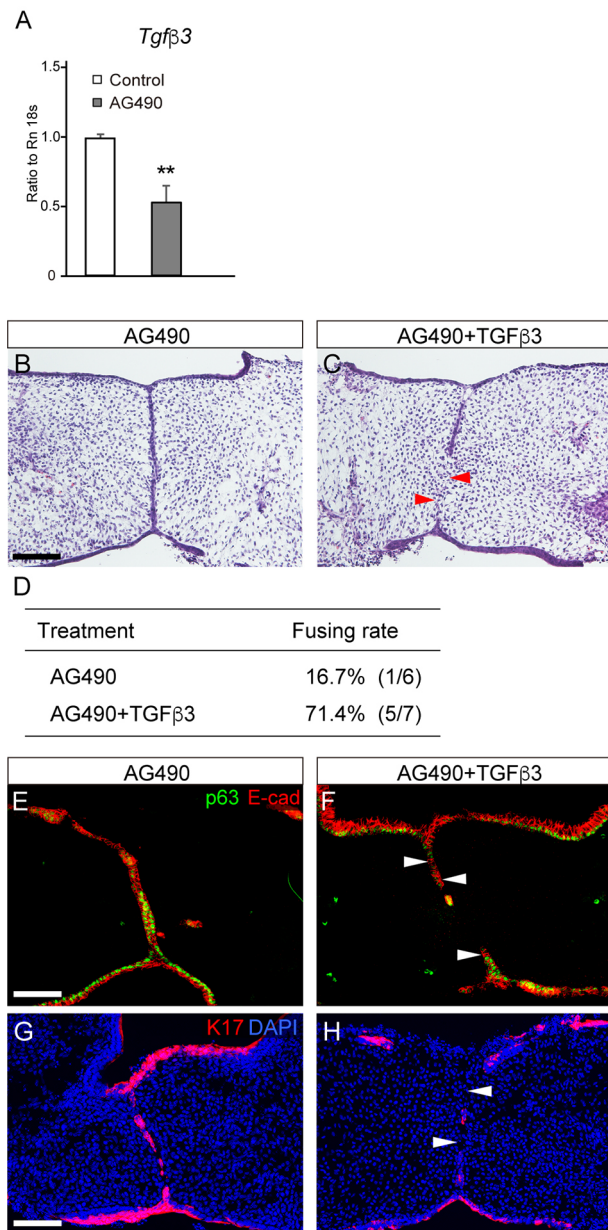 A
Tgfβ3
1.5
1.0
0.5
0
Ratio to Rn 18s
Control
AG490
**
AG490
AG490+TGFβ3
B
C
D
Treatment Fusing rate
AG490 16.7% (1/6)
AG490+TGFβ3 71.4% (5/7)
AG490
AG490+TGFβ3
E p63 E-cad
F
G K17 DAPI
H